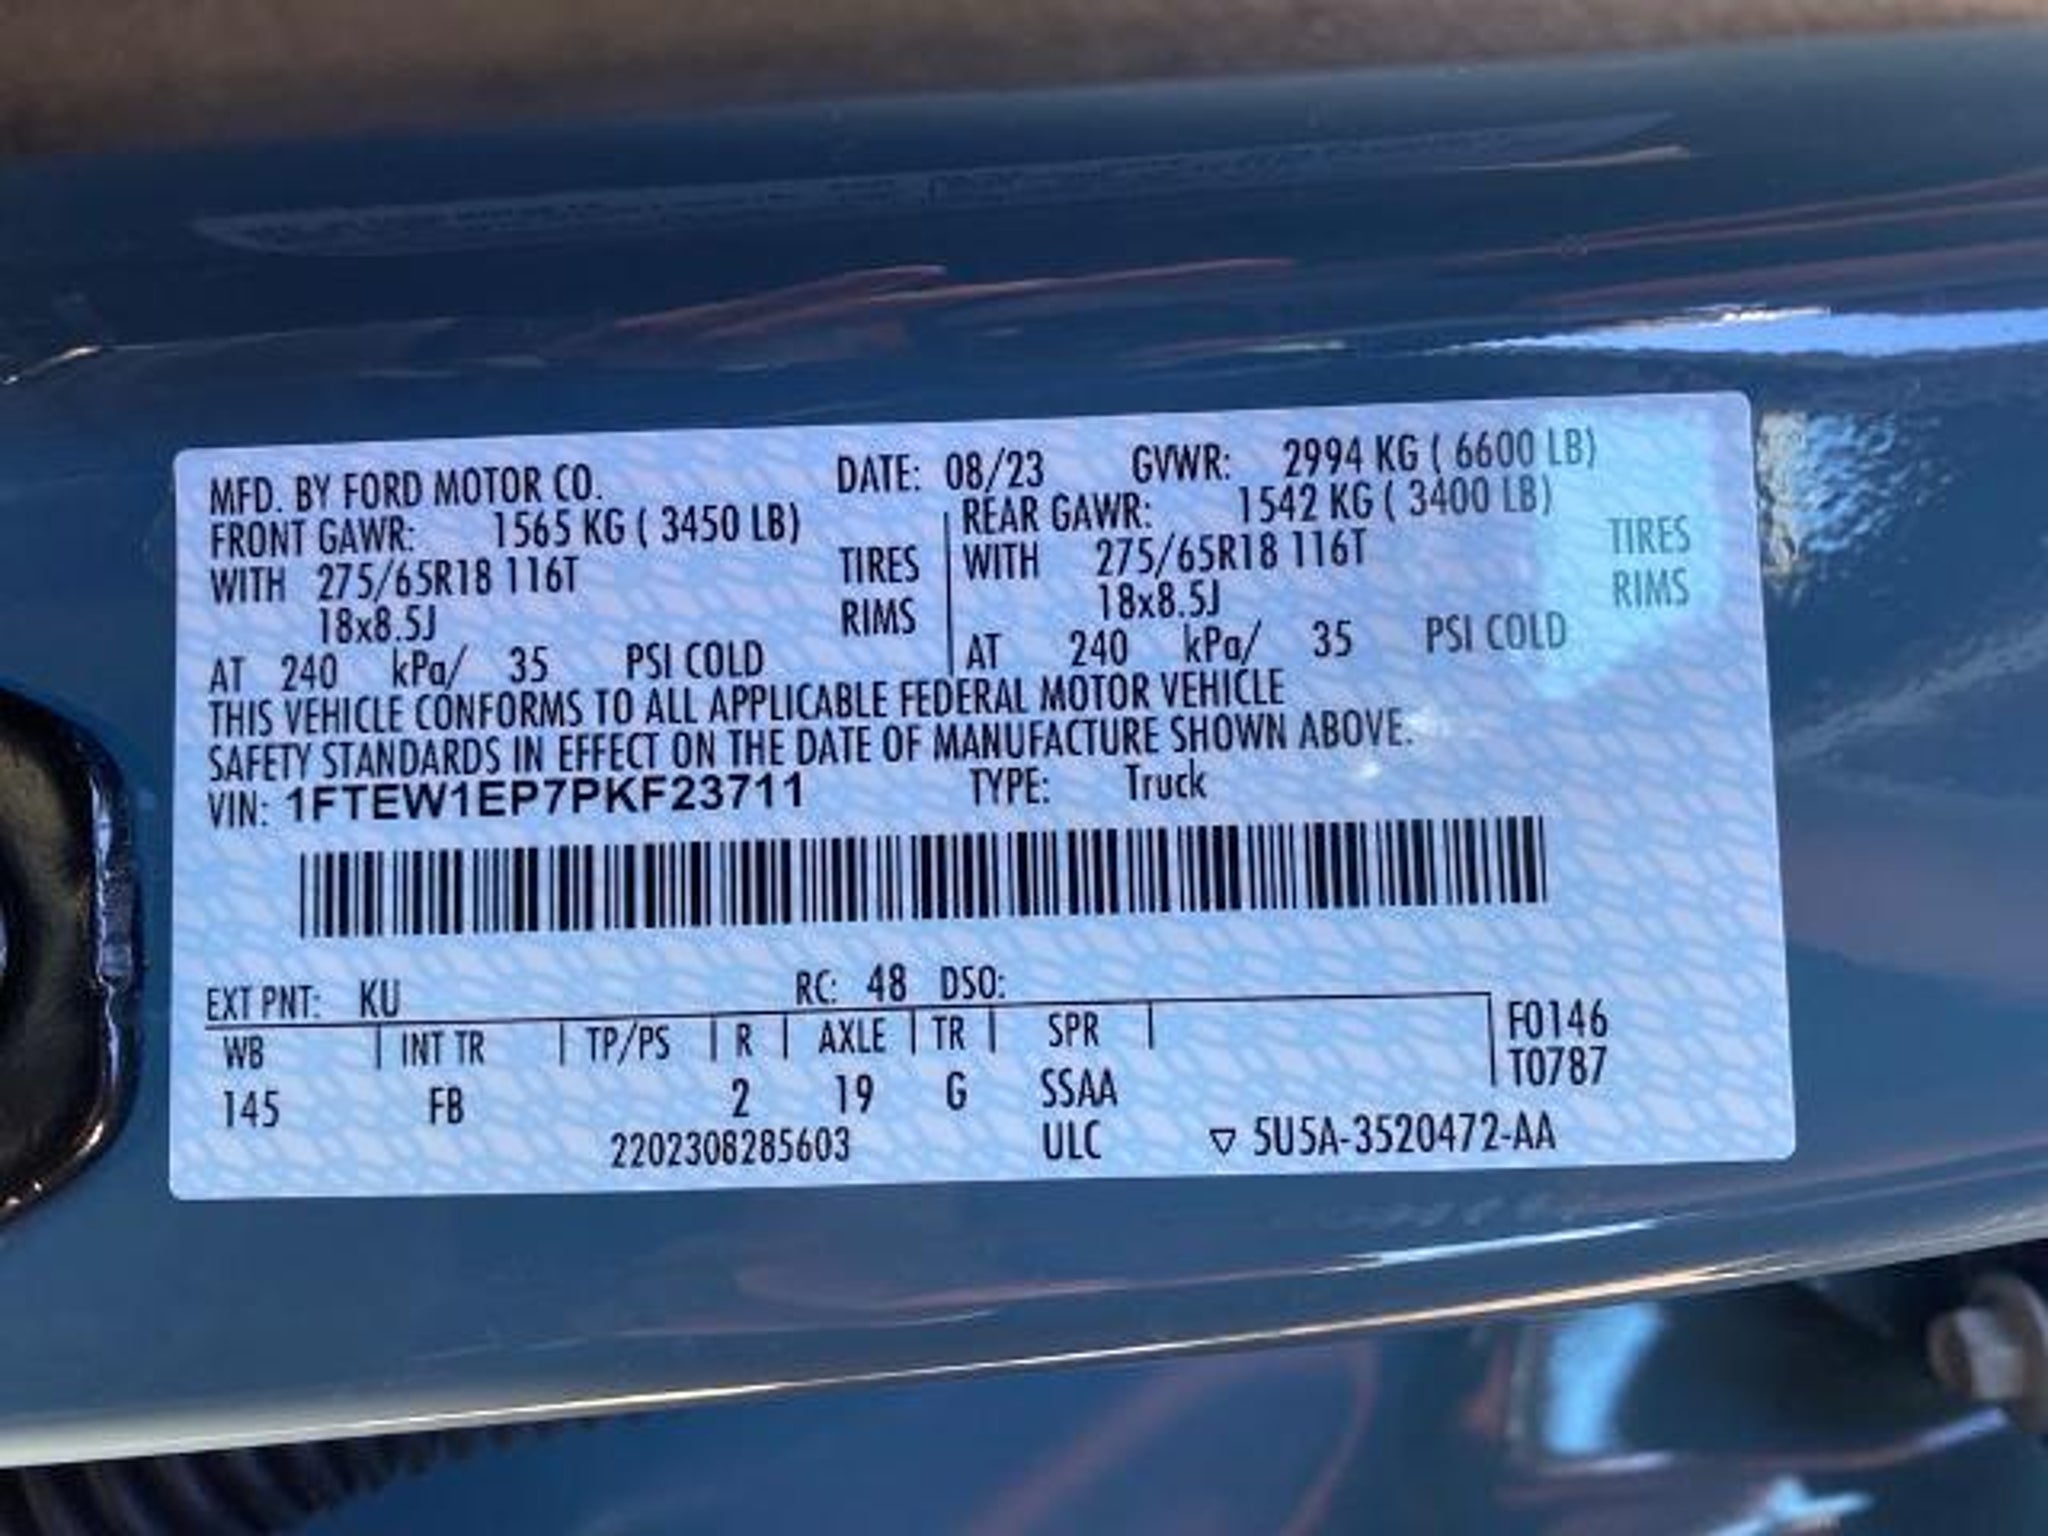 MFD. BY FORD MOTOR CO. DATE: 08/23 GVWR: 2994 KG ( 6600 LB)
FRONT GAWR: 1565 KG ( 3450 LB) REAR GAWR: 1542 KG ( 3400 LB)
WITH 275/65R18 116T TIRES WITH 275/65R18 116T TIRES
18x8.5J RIMS 18x8.5J RIMS
AT 240 kPa/ 35 PSI COLD AT 240 kPa/ 35 PSI COLD
THIS VEHICLE CONFORMS TO ALL APPLICABLE FEDERAL MOTOR VEHICLE
SAFETY STANDARDS IN EFFECT ON THE DATE OF MANUFACTURE SHOWN ABOVE.
VIN: 1FTEW1EP7PKF23711 TYPE: Truck
EXT PNT: KU RC: 48 DSO:
WB INT TR TP/PS R AXLE TR SPR F0146
T0787
145 FB 2 19 G SSAA
2202308285603 ULC ▽ 5U5A-3520472-AA